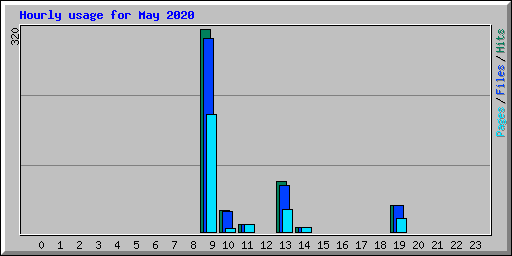 Hourly usage for May 2020
320
Pages/Files/Hits
0 1 2 3 4 5 6 7 8 9 10 11 12 13 14 15 16 17 18 19 20 21 22 23